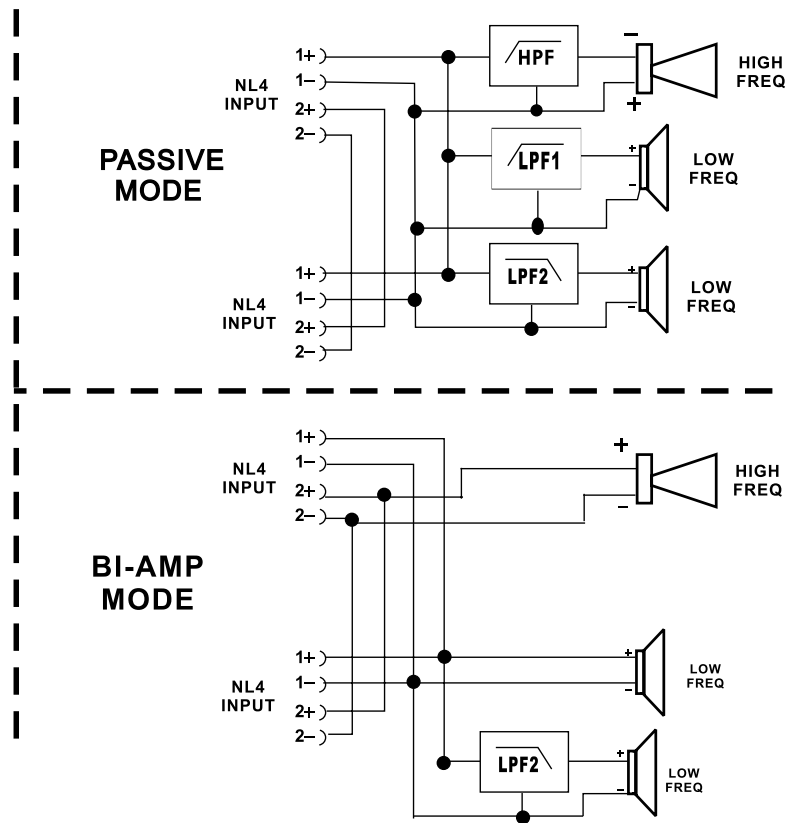 PASSIVE
MODE
NL4
INPUT
1+
1−
2+
2−
HPF
−
+
HIGH
FREQ
LPF1
+
−
LOW
FREQ
NL4
INPUT
1+
1−
2+
2−
LPF2
+
−
LOW
FREQ
BI-AMP
MODE
NL4
INPUT
1+
1−
2+
2−
+
−
HIGH
FREQ
NL4
INPUT
1+
1−
2+
2−
+
−
LOW
FREQ
LPF2
+
−
LOW
FREQ